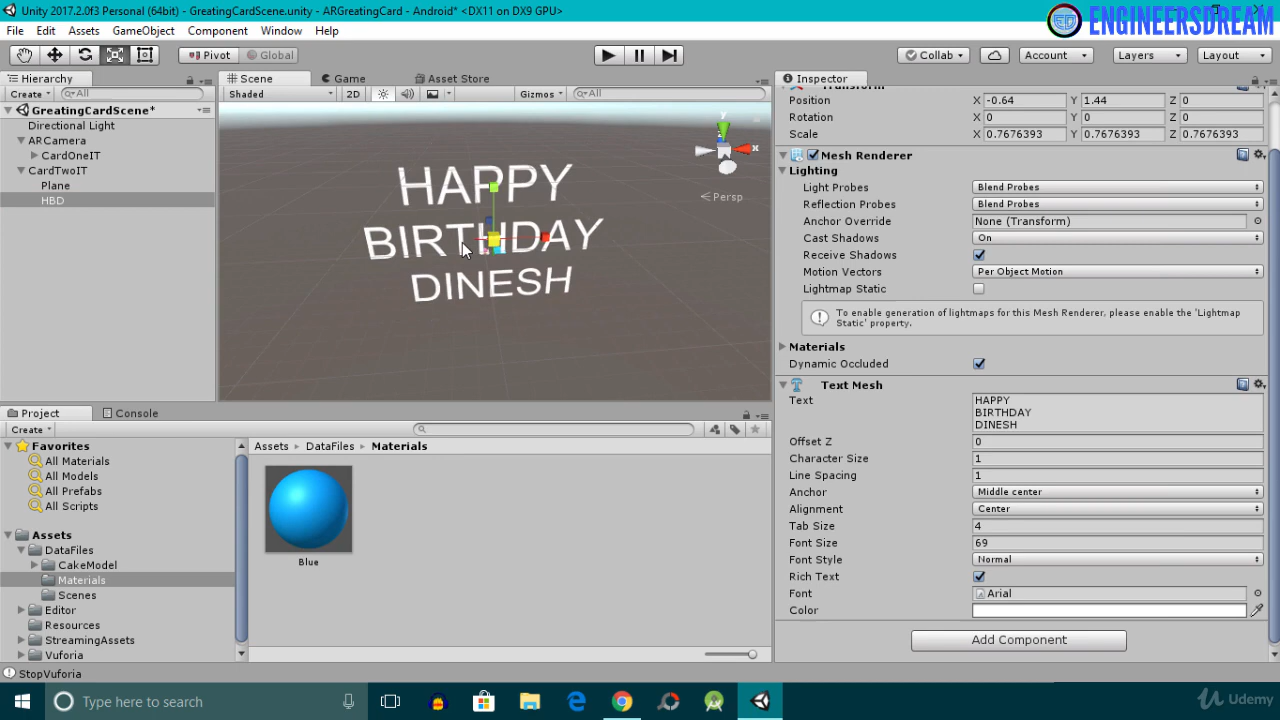 Unity 2017.2.0f3 Personal (64bit) - GreatingCardScene.unity - ARGreatingCard - Android* <DX11 on DX9 GPU>
ENGINEERSDREAM
File Edit Assets GameObject Component Window Help
Pivot Global Collab Account Layers Layout
Hierarchy
Create All
GreatingCardScene*
Directional Light
ARCamera
CardOneIT
CardTwoIT
Plane
HBD
Scene Game Asset Store
Shaded 2D Gizmos All
y
x
Persp
HAPPY
BIRTHDAY
DINESH
Inspector
Transform
Position X -0.64 Y 1.44 Z 0
Rotation X 0 Y 0 Z 0
Scale X 0.7676393 Y 0.7676393 Z 0.7676393
Mesh Renderer
Lighting
Light Probes Blend Probes
Reflection Probes Blend Probes
Anchor Override None (Transform)
Cast Shadows On
Receive Shadows
Motion Vectors Per Object Motion
Lightmap Static
To enable generation of lightmaps for this Mesh Renderer, please enable the 'Lightmap
Static' property.
Materials
Dynamic Occluded
Text Mesh
Text HAPPY
BIRTHDAY
DINESH
Offset Z 0
Character Size 1
Line Spacing 1
Anchor Middle center
Alignment Center
Tab Size 4
Font Size 69
Font Style Normal
Rich Text
Font Arial
Color
Add Component
Project Console
Create
Favorites
All Materials
All Models
All Prefabs
All Scripts
Assets
DataFiles
CakeModel
Materials
Scenes
Editor
Resources
StreamingAssets
Vuforia
Assets DataFiles Materials
Blue
StopVuforia
Type here to search
Udemy